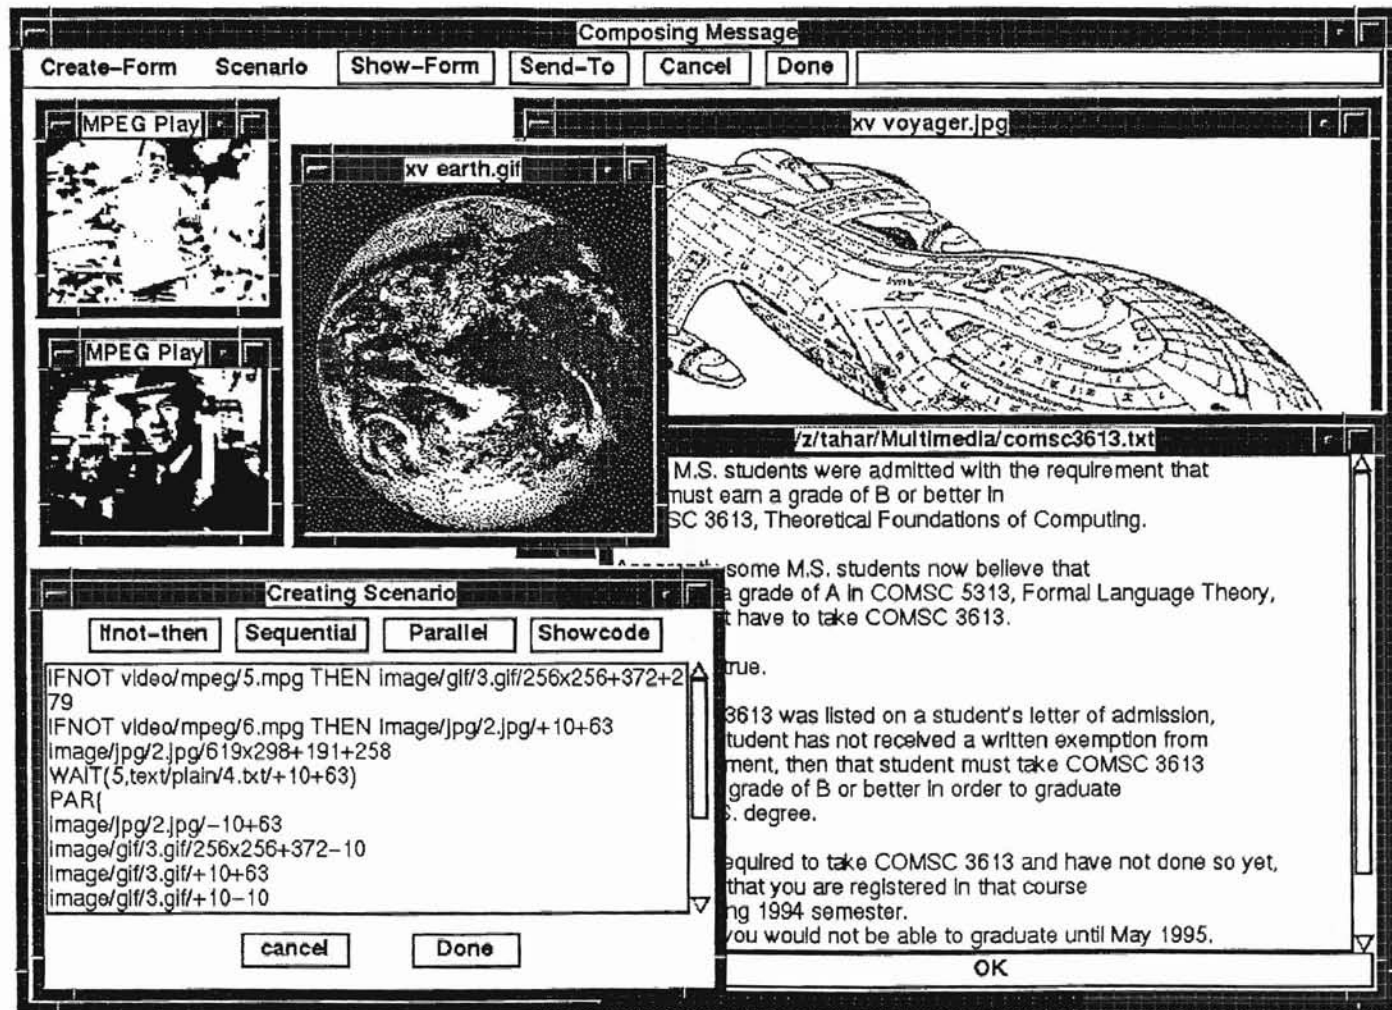 Composing Message
Create-Form Scenario Show-Form Send-To Cancel Done
MPEG Play
xv earth.gif
xv voyager.jpg
MPEG Play
/z/tahar/Multimedia/comsc3613.txt
M.S. students were admitted with the requirement that
must earn a grade of B or better in
SC 3613, Theoretical Foundations of Computing.
some M.S. students now believe that
a grade of A in COMSC 5313, Formal Language Theory,
have to take COMSC 3613.
true.
3613 was listed on a student's letter of admission,
tudent has not received a written exemption from
ment, then that student must take COMSC 3613
grade of B or better in order to graduate
degree.
equired to take COMSC 3613 and have not done so yet,
that you are registered in that course
ng 1994 semester.
you would not be able to graduate until May 1995.
OK
Creating Scenario
Ifnot-then Sequential Parallel Showcode
IFNOT video/mpeg/5.mpg THEN image/gif/3.gif/256x256+372+2
79
IFNOT video/mpeg/6.mpg THEN image/jpg/2.jpg/+10+63
image/jpg/2.jpg/619x298+191+258
WAIT(5,text/plain/4.txt/+10+63)
PAR{
image/jpg/2.jpg/-10+63
image/gif/3.gif/256x256+372-10
image/gif/3.gif/+10+63
image/gif/3.gif/+10-10
cancel Done